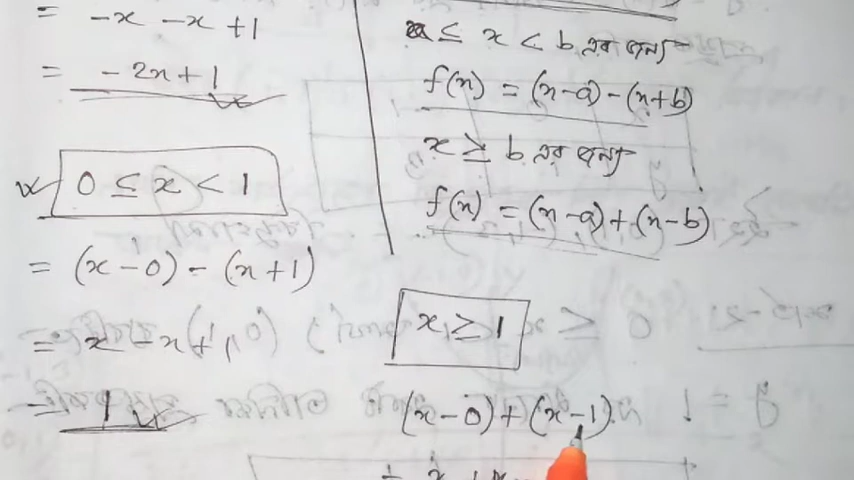 = -x -x +1
= -2x+1
0 ≤ x < 1
= (x-0) - (x+1)
= x - x + 1
= 1
a ≤ x < b এর জন্য
f(x) = (x-a) - (x+b)
x ≥ b এর জন্য
f(x) = (x-a)+(x-b)
x ≥ 1
(x-0)+(x-1)